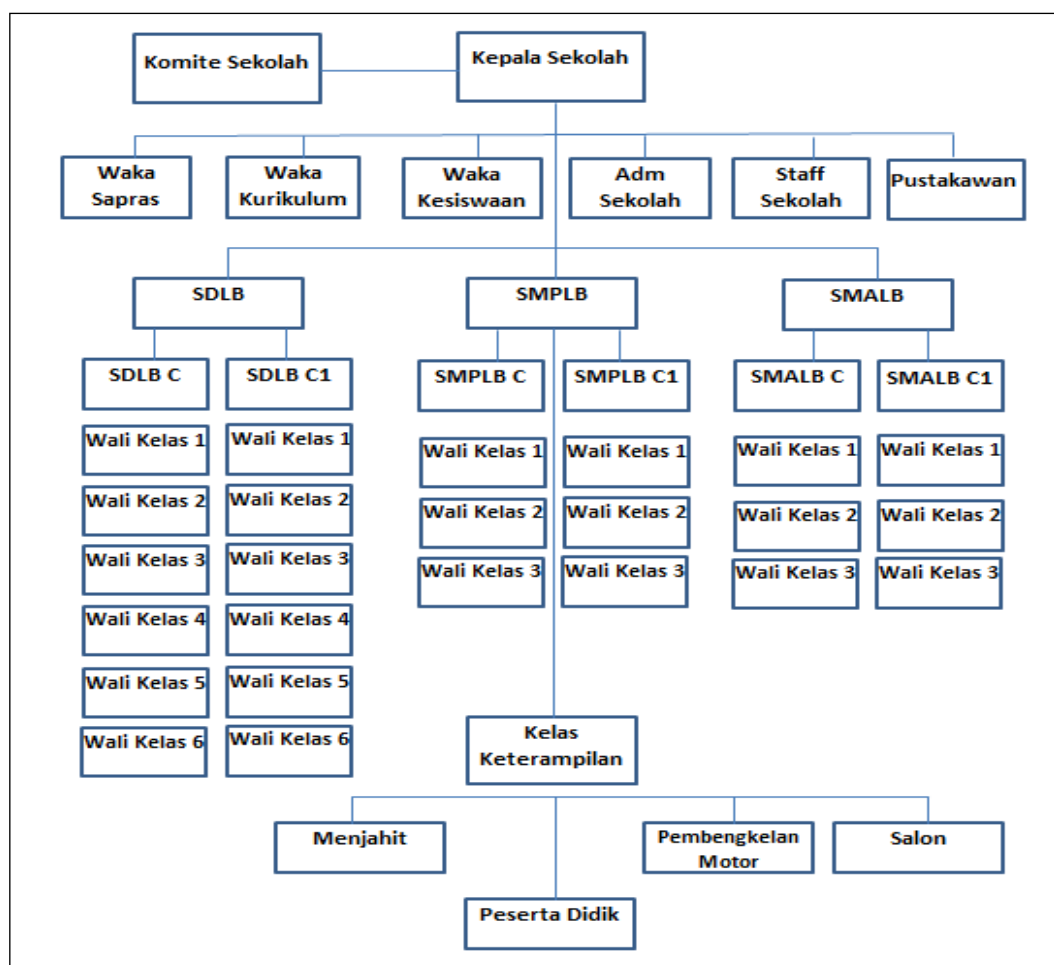 Komite Sekolah
Kepala Sekolah
Waka
Sapras
Waka
Kurikulum
Waka
Kesiswaan
Adm
Sekolah
Staff
Sekolah
Pustakawan
SDLB
SMPLB
SMALB
SDLB C
SDLB C1
SMPLB C
SMPLB C1
SMALB C
SMALB C1
Wali Kelas 1
Wali Kelas 1
Wali Kelas 1
Wali Kelas 1
Wali Kelas 1
Wali Kelas 1
Wali Kelas 2
Wali Kelas 2
Wali Kelas 2
Wali Kelas 2
Wali Kelas 2
Wali Kelas 2
Wali Kelas 3
Wali Kelas 3
Wali Kelas 3
Wali Kelas 3
Wali Kelas 3
Wali Kelas 3
Wali Kelas 4
Wali Kelas 4
Wali Kelas 5
Wali Kelas 5
Wali Kelas 6
Wali Kelas 6
Kelas
Keterampilan
Menjahit
Pembengkelan
Motor
Salon
Peserta Didik